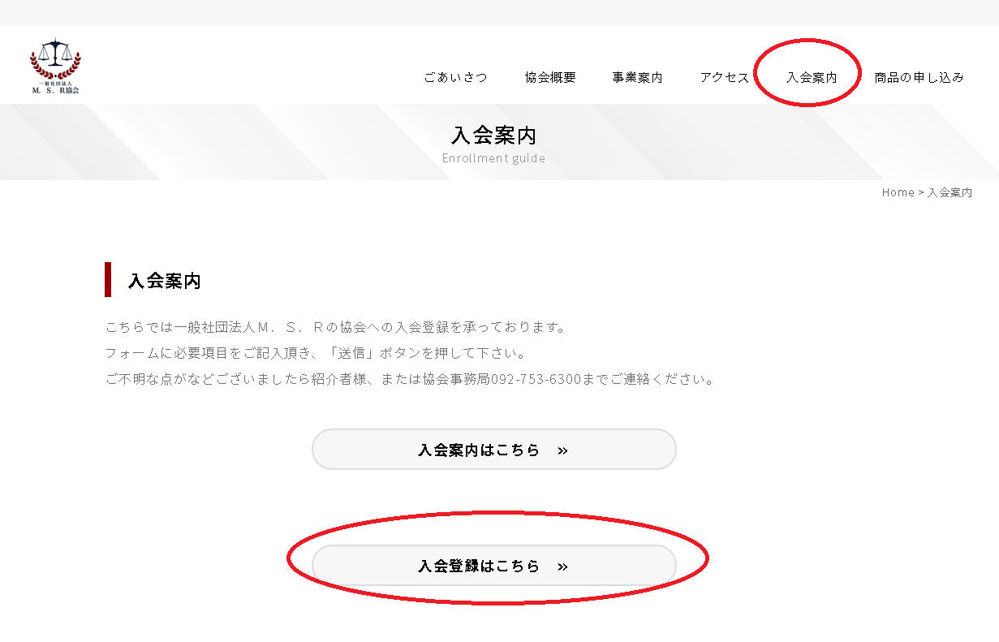 一般社団法人
M．S．R協会
ごあいさつ
協会概要
事業案内
アクセス
入会案内
商品の申し込み
入会案内
Enrollment guide
Home > 入会案内
入会案内
こちらでは一般社団法人Ｍ．Ｓ．Ｒの協会への入会登録を承っております。
フォームに必要項目をご記入頂き、「送信」ボタンを押して下さい。
ご不明な点がなどございましたら紹介者様、または協会事務局092-753-6300までご連絡ください。
入会案内はこちら　»
入会登録はこちら　»